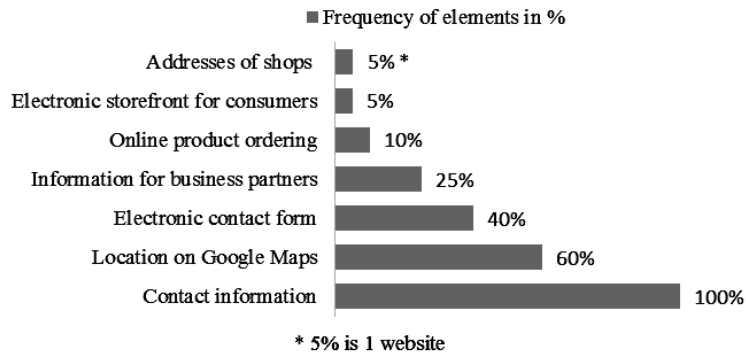 Frequency of elements in %
Addresses of shops 5% *
Electronic storefront for consumers 5%
Online product ordering 10%
Information for business partners 25%
Electronic contact form 40%
Location on Google Maps 60%
Contact information 100%
* 5% is 1 website